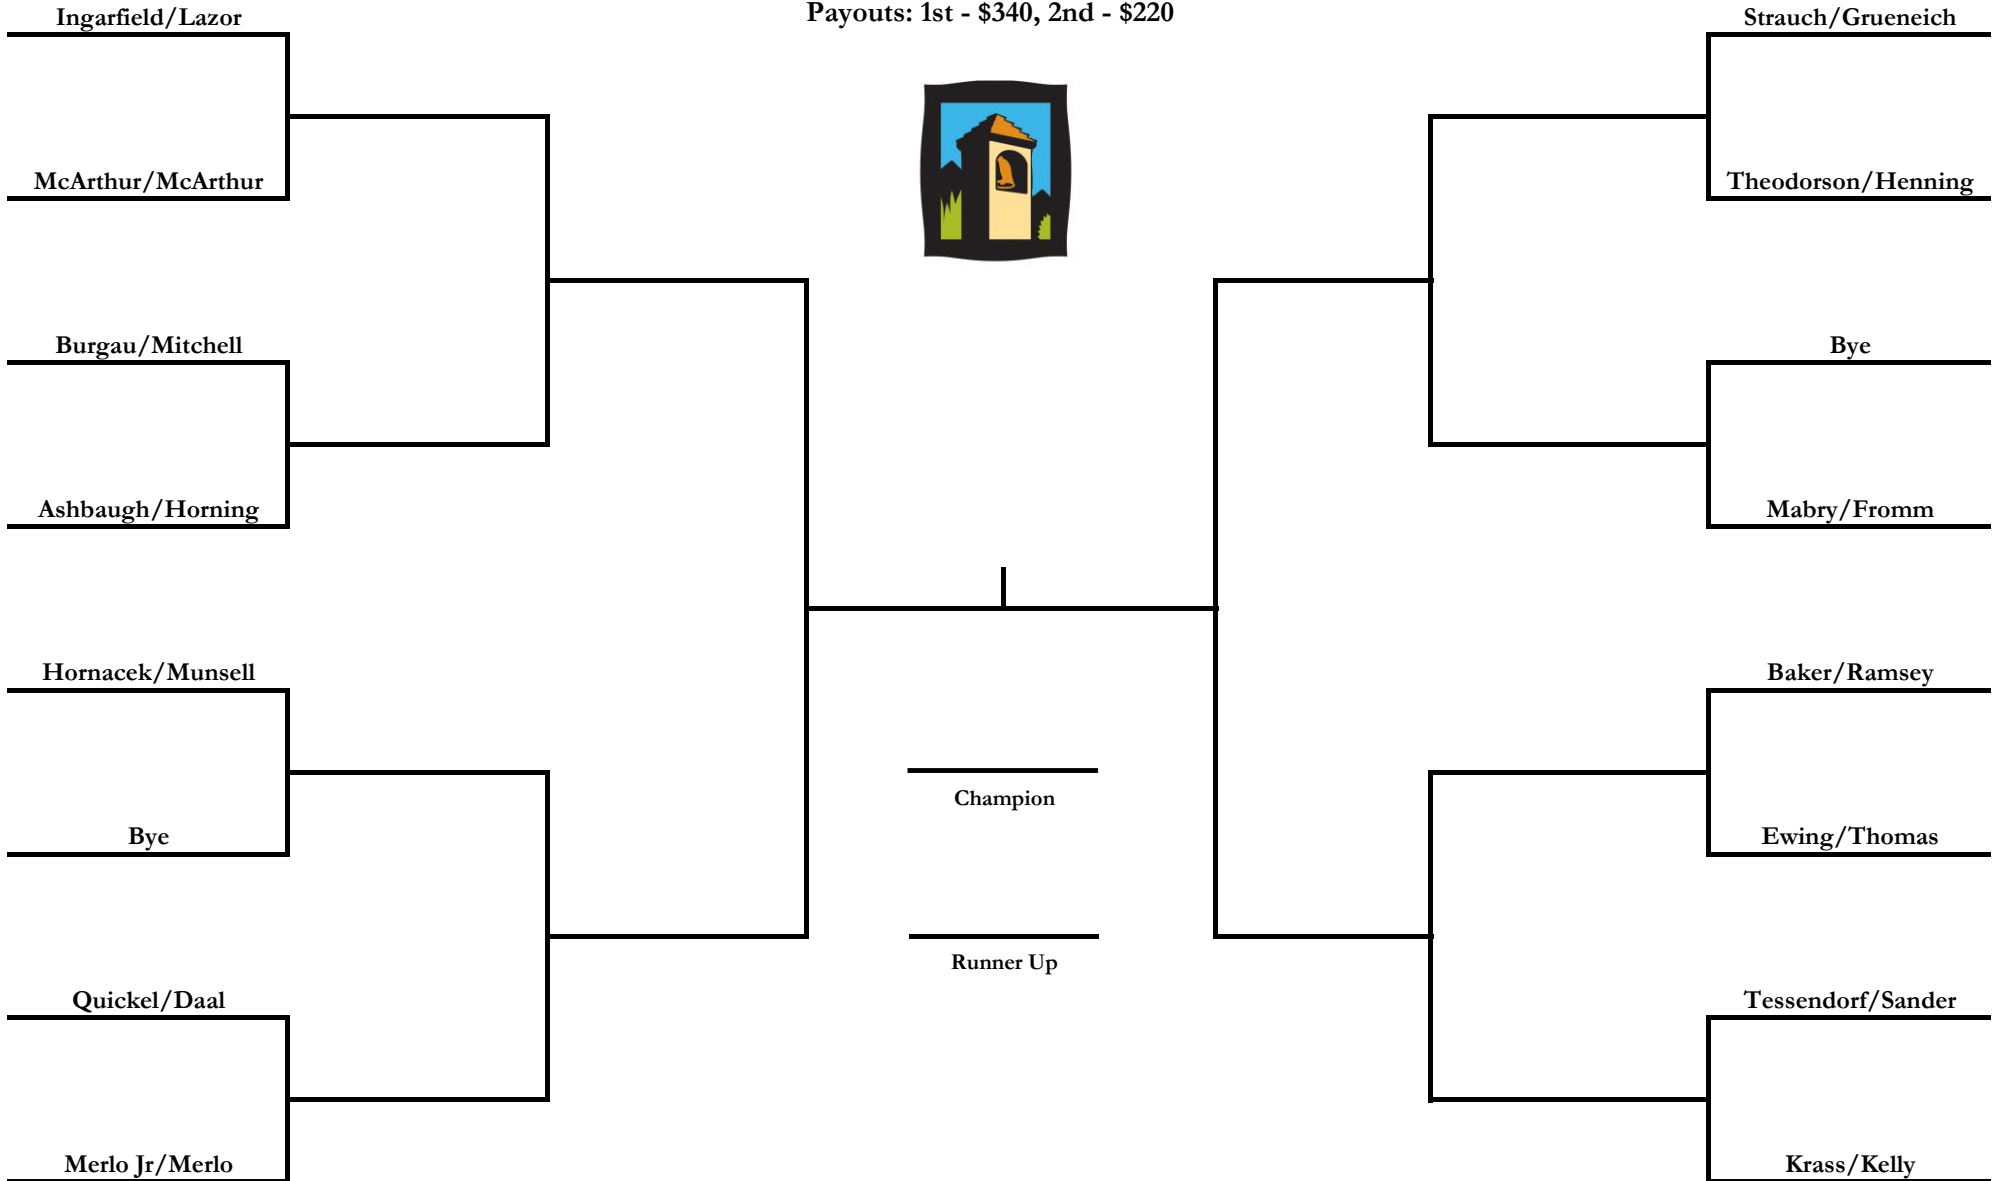 Payouts: 1st - $340, 2nd - $220
Ingarfield/Lazor
McArthur/McArthur
Burgau/Mitchell
Ashbaugh/Horning
Hornacek/Munsell
Bye
Quickel/Daal
Merlo Jr/Merlo
Champion
Runner Up
Strauch/Grueneich
Theodorson/Henning
Bye
Mabry/Fromm
Baker/Ramsey
Ewing/Thomas
Tessendorf/Sander
Krass/Kelly